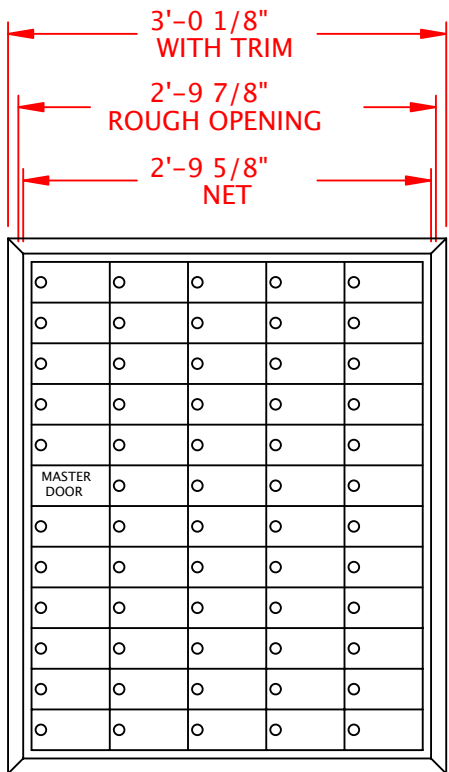 3'-0 1/8"
WITH TRIM
2'-9 7/8"
ROUGH OPENING
2'-9 5/8"
NET
MASTER
DOOR